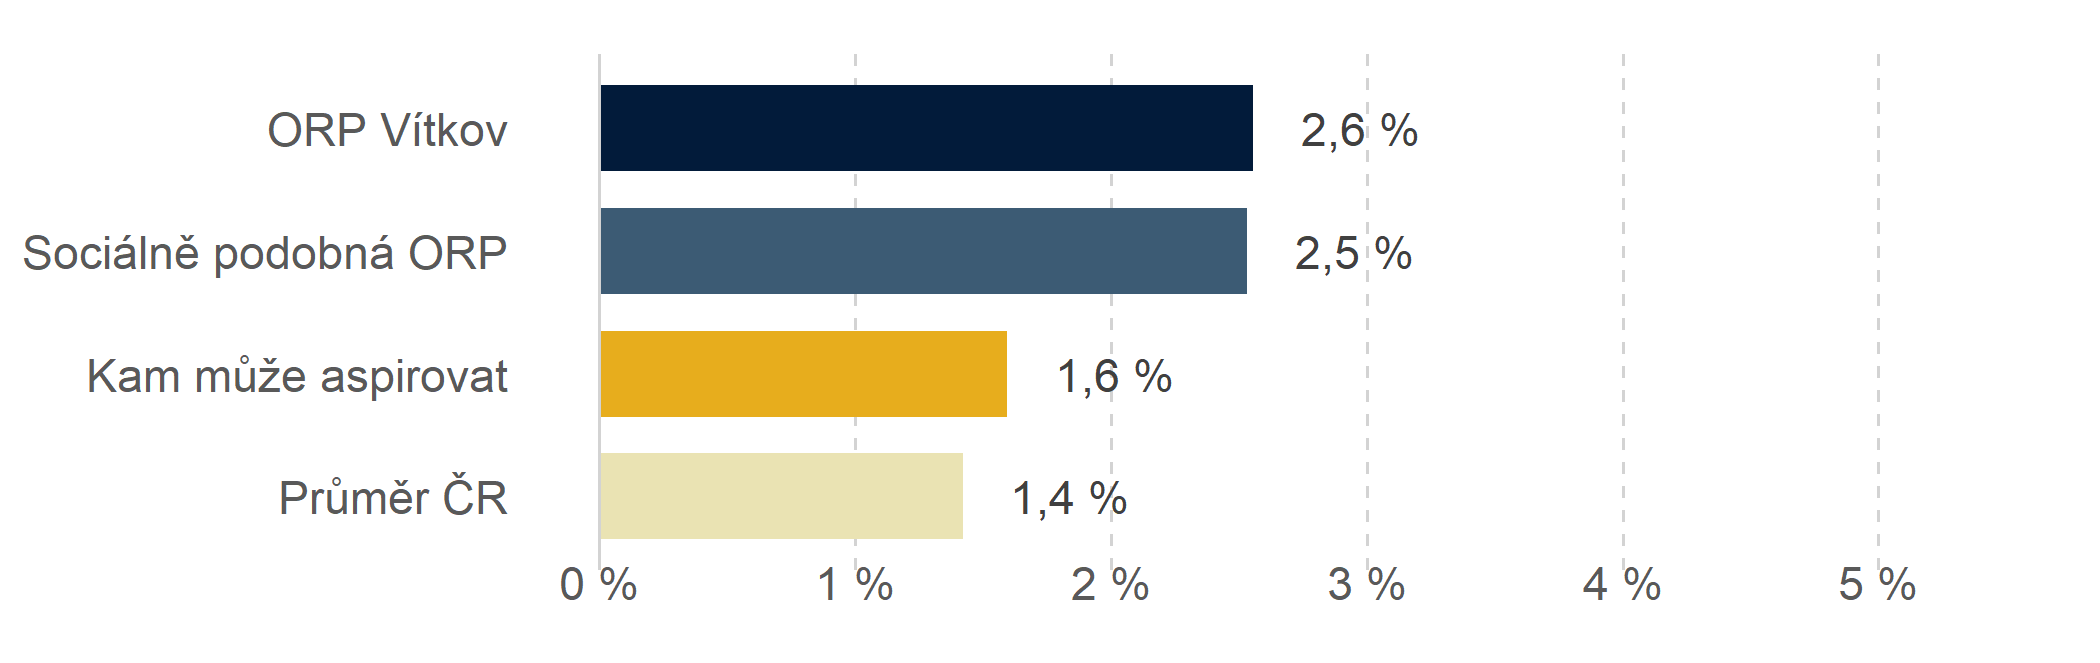 ORP Vítkov
2,6 %
Sociálně podobná ORP
2,5 %
Kam může aspirovat
1,6 %
Průměr ČR
1,4 %
0 % 1 % 2 % 3 % 4 % 5 %